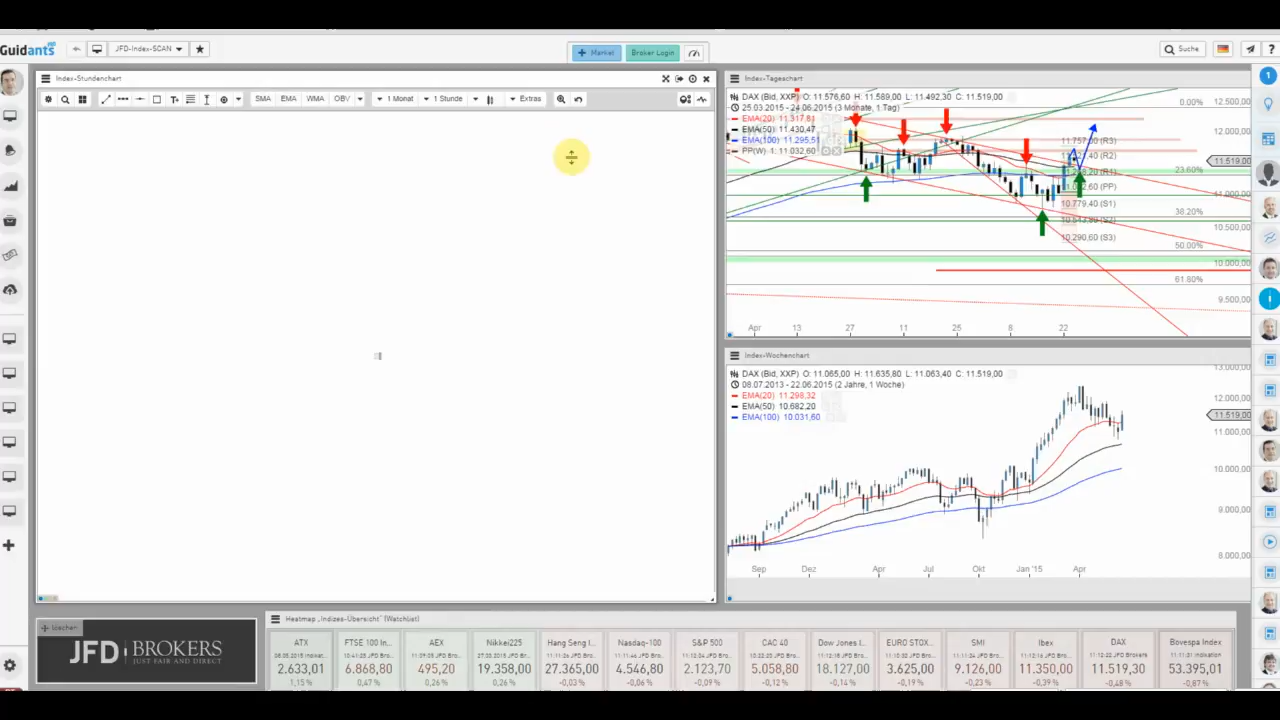 Guidants
JFD-Index-SCAN
+ Market
Broker Login
Suche
?
Index-Stundenchart
SMA
EMA
WMA
OBV
1 Monat
1 Stunde
Extras
Index-Tageschart
DAX (Bid, XXP) O: 11.576,60 H: 11.589,00 L: 11.492,30 C: 11.519,00
25.03.2015 - 24.06.2015 (3 Monate, 1 Tag)
EMA(20) 11.317,81
EMA(50) 11.430,47
EMA(100) 11.295,51
PP(W) 1: 11.032,60
0.00%
23.60%
38.20%
50.00%
61.80%
11.757,00 (R3)
(R2)
(R1)
(PP)
10.779,40 (S1)
(S2)
10.290,60 (S3)
12.500,00
12.000,00
11.519,00
11.000,00
10.500,00
10.000,00
9.500,00
Apr
13
27
11
25
8
22
Index-Wochenchart
DAX (Bid, XXP) O: 11.065,00 H: 11.635,80 L: 11.063,40 C: 11.519,00
08.07.2013 - 22.06.2015 (2 Jahre, 1 Woche)
EMA(20) 11.298,32
EMA(50) 10.682,20
EMA(100) 10.031,60
13.000,00
12.000,00
11.519,00
11.000,00
10.000,00
9.000,00
8.000,00
Sep
Dez
Apr
Jul
Okt
Jan '15
Apr
löschen
JFD BROKERS
JUST FAIR AND DIRECT
Heatmap „Indizes-Übersicht“ (Watchlist)
ATX
2.633,01
1,15 %
FTSE 100 In...
6.868,80
0,47 %
AEX
495,20
0,26 %
Nikkei225
19.358,00
0,26 %
Hang Seng I...
27.365,00
-0,03 %
Nasdaq-100
4.546,80
-0,06 %
S&P 500
2.123,70
-0,09 %
CAC 40
5.058,80
-0,12 %
Dow Jones I...
18.127,00
-0,14 %
EURO STOX...
3.625,00
-0,19 %
SMI
9.126,00
-0,23 %
Ibex
11.350,00
-0,39 %
DAX
11.519,30
-0,48 %
Bovespa Index
53.395,01
-0,87 %